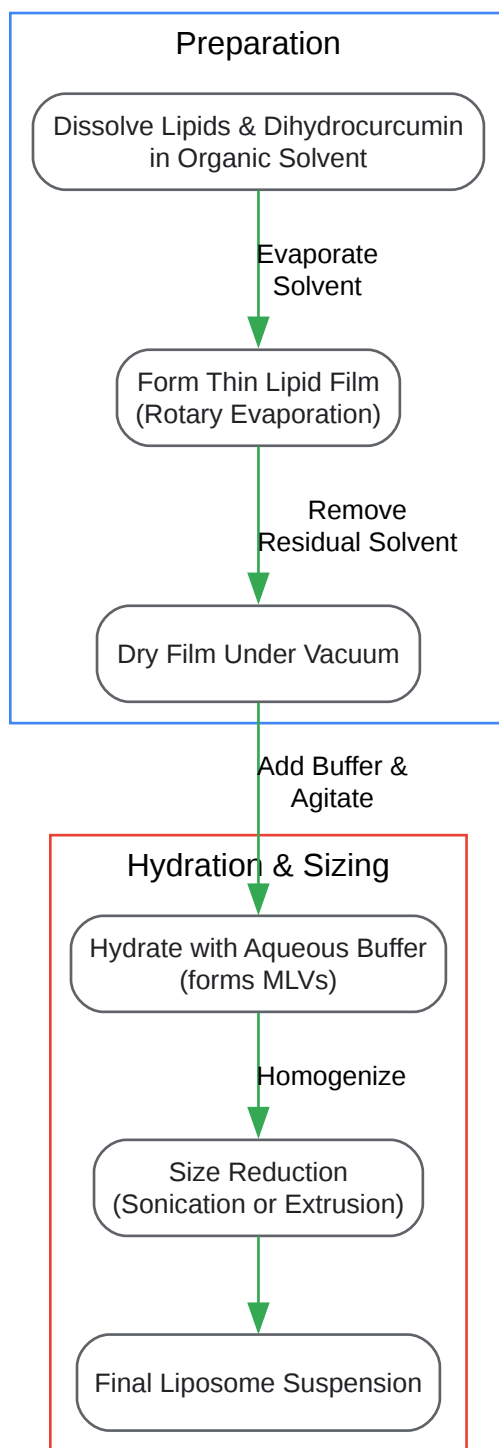 Preparation
Dissolve Lipids & Dihydrocurcumin
in Organic Solvent
Evaporate
Solvent
Form Thin Lipid Film
(Rotary Evaporation)
Remove
Residual Solvent
Dry Film Under Vacuum
Add Buffer &
Agitate
Hydration & Sizing
Hydrate with Aqueous Buffer
(forms MLVs)
Homogenize
Size Reduction
(Sonication or Extrusion)
Final Liposome Suspension